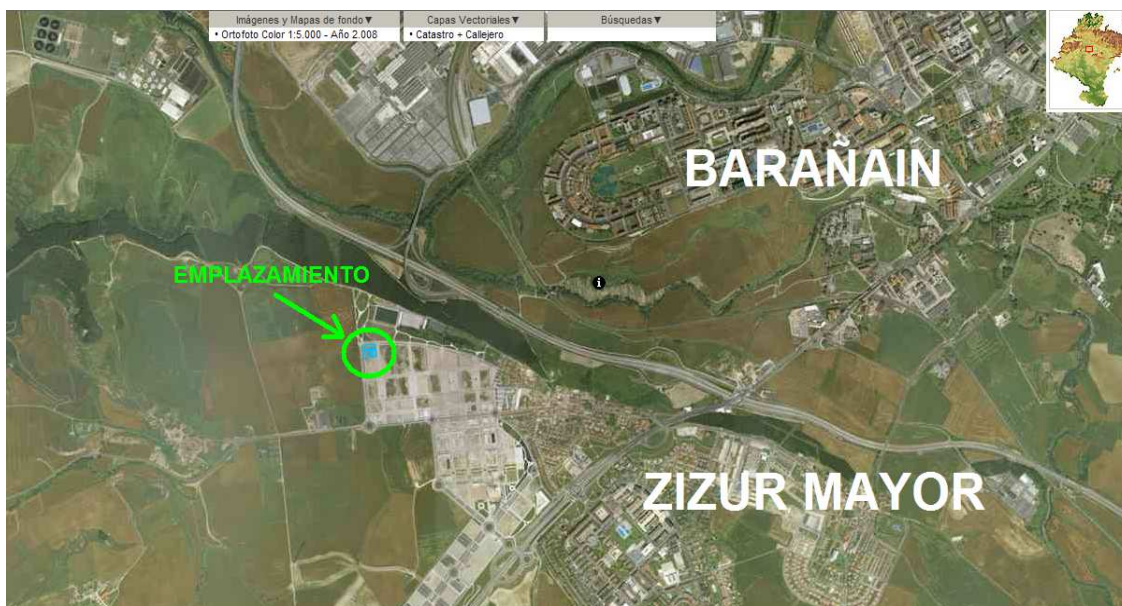 Imágenes y Mapas de fondo▼ Capas Vectoriales▼ Búsquedas▼
• Ortofoto Color 1:5.000 - Año 2.008 • Catastro + Callejero
BARAÑAIN
EMPLAZAMIENTO
i
ZIZUR MAYOR